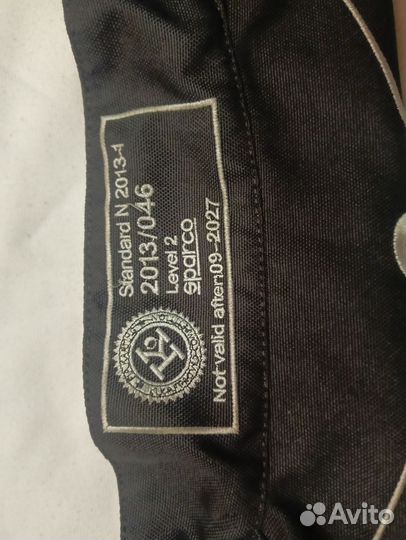 Standard N 2013-1
2013/046
Level 2
sparco
Not valid after:09-2027
Avito